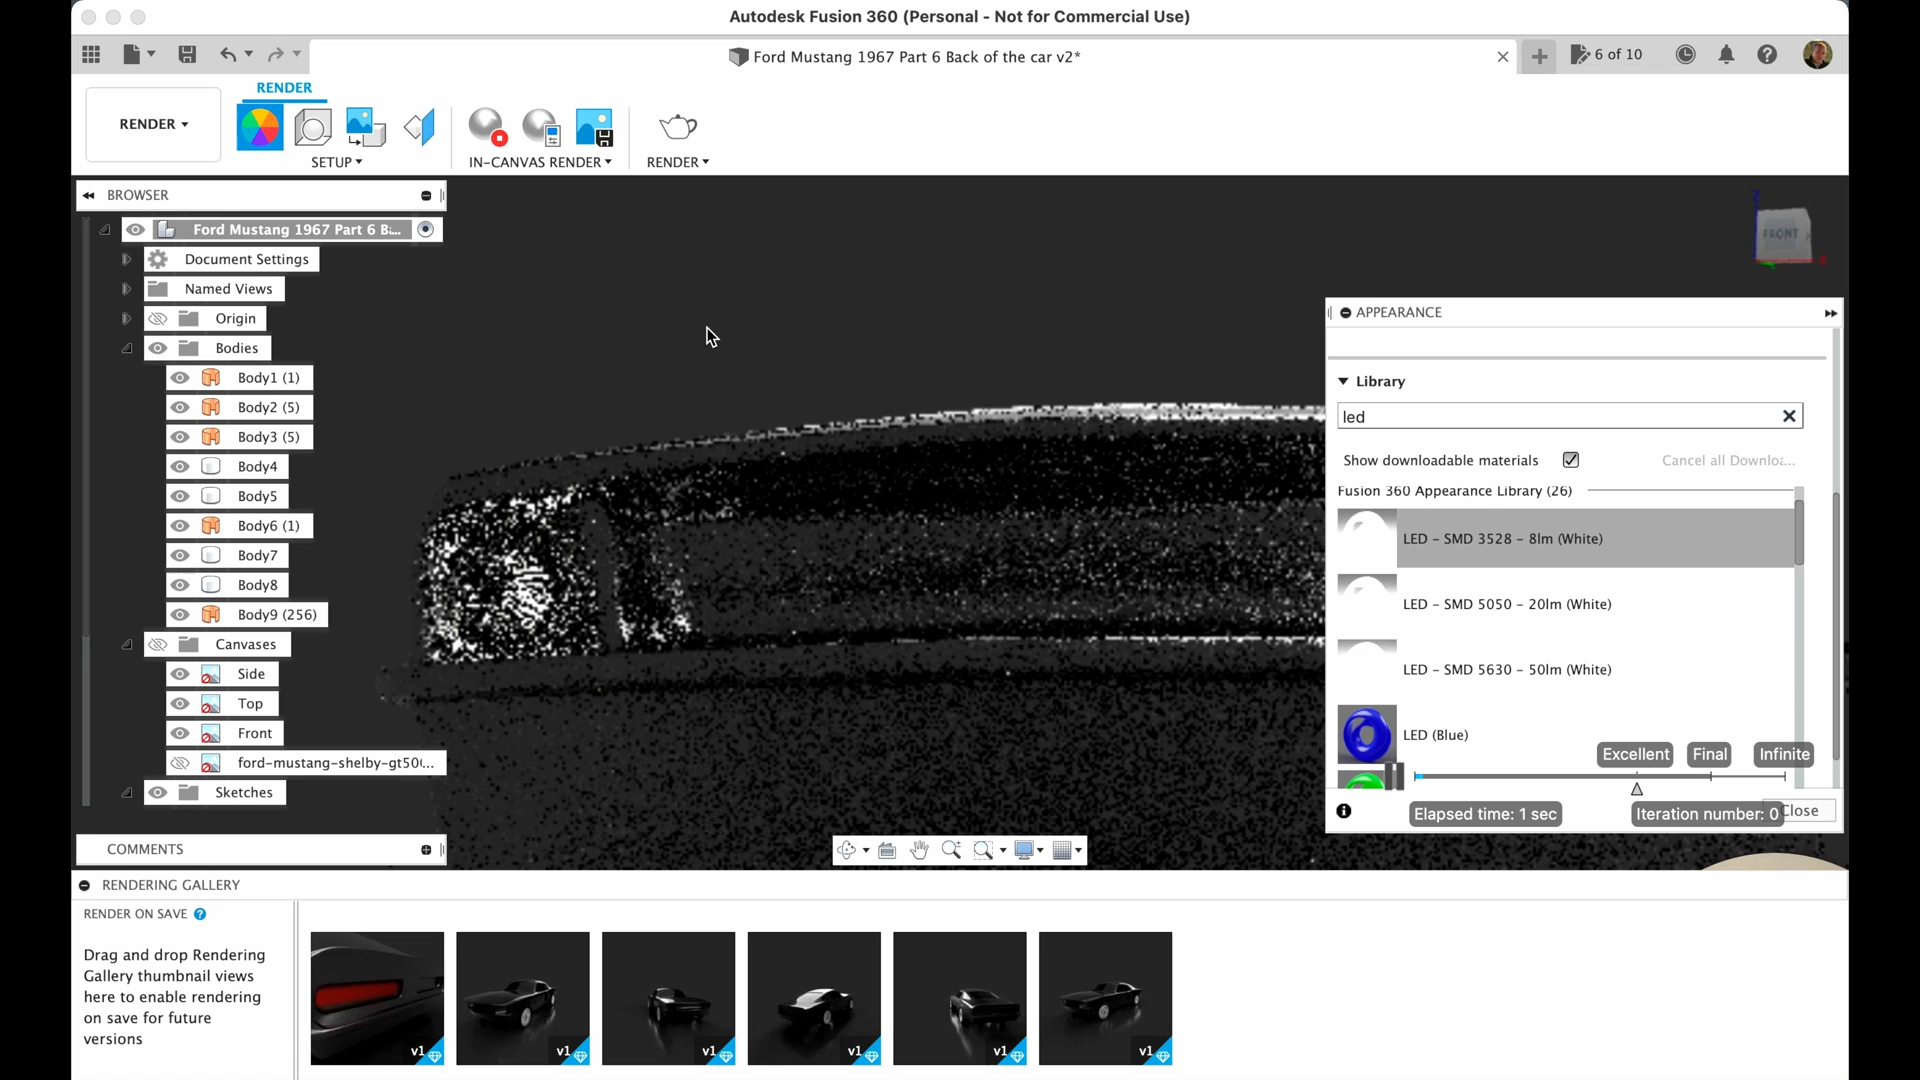 Autodesk Fusion 360 (Personal - Not for Commercial Use)
Ford Mustang 1967 Part 6 Back of the car v2*
6 of 10
RENDER
RENDER
SETUP
IN-CANVAS RENDER
RENDER
BROWSER
Ford Mustang 1967 Part 6 B...
Document Settings
Named Views
Origin
Bodies
Body1 (1)
Body2 (5)
Body3 (5)
Body4
Body5
Body6 (1)
Body7
Body8
Body9 (256)
Canvases
Side
Top
Front
ford-mustang-shelby-gt50(...
Sketches
COMMENTS
Z
FRONT
X
APPEARANCE
Library
led
Show downloadable materials
Cancel all Downloa...
Fusion 360 Appearance Library (26)
LED - SMD 3528 - 8lm (White)
LED - SMD 5050 - 20lm (White)
LED - SMD 5630 - 50lm (White)
LED (Blue)
Excellent
Final
Infinite
Elapsed time: 1 sec
Iteration number: 0
Close
RENDERING GALLERY
RENDER ON SAVE
Drag and drop Rendering
Gallery thumbnail views
here to enable rendering
on save for future
versions
v1
v1
v1
v1
v1
v1